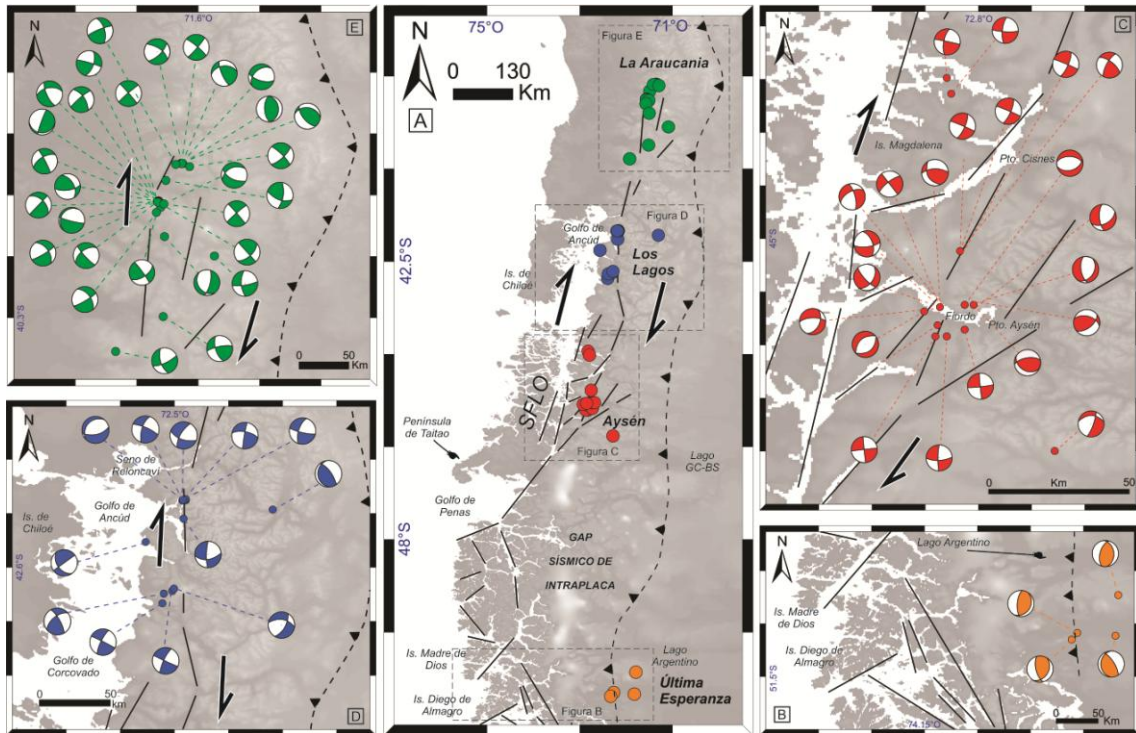 E
71.6°O
N
40.3°S
50
Km
75°O
71°O
N
Figura E
La Araucania
0 130
Km
A
Golfo de
Ancúd
Figura D
42.5°S
Los
Lagos
Is. de
Chiloé
SFLO
Aysén
Península
de Taitao
Figura C
Lago
GC-BS
Golfo de
Penas
48°S
GAP
SÍSMICO DE
INTRAPLACA
Is. Madre de
Dios
Lago
Argentino
Última
Esperanza
Is. Diego de
Almagro
Figura B
72.8°O
C
N
Is. Magdalena
Pto. Cisnes
45°S
Fiordo
Pto. Aysén
0 50
Km
N
72.5°O
Seno de
Reloncaví
Golfo de
Ancúd
Is. de
Chiloé
42.6°S
Golfo de
Corcovado
0 50
Km
D
N
Lago Argentino
Is. Madre
de Dios
Is. Diego
de Almagro
51.5°S
74.15°O
B
0 50
Km